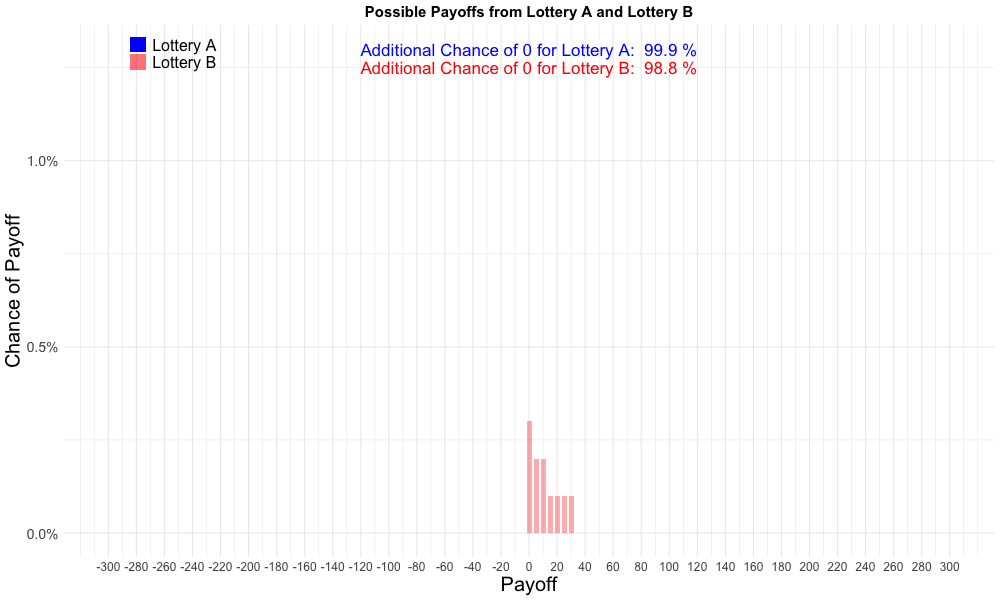 Possible Payoffs from Lottery A and Lottery B
Lottery A
Lottery B
Additional Chance of 0 for Lottery A: 99.9 %
Additional Chance of 0 for Lottery B: 98.8 %
Chance of Payoff
1.0%
0.5%
0.0%
-300 -280 -260 -240 -220 -200 -180 -160 -140 -120 -100 -80 -60 -40 -20 0 20 40 60 80 100 120 140 160 180 200 220 240 260 280 300
Payoff